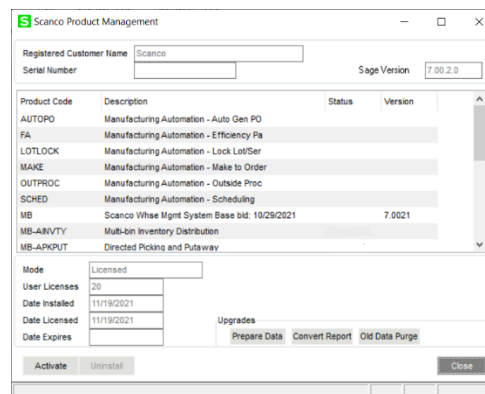 S Scanco Product Management
Registered Customer Name Scanco
Serial Number Sage Version 7.00.2.0
Product Code Description Status Version
AUTOPO Manufacturing Automation - Auto Gen PO
FA Manufacturing Automation - Efficiency Pa
LOTLOCK Manufacturing Automation - Lock Lot/Ser
MAKE Manufacturing Automation - Make to Order
OUTPROC Manufacturing Automation - Outside Proc
SCHED Manufacturing Automation - Scheduling
MB Scanco Whse Mgmt System Base bld: 10/29/2021 7.0021
MB-AINVTY Multi-bin Inventory Distribution
MB-APKPUT Directed Picking and Putaway
Mode Licensed
User Licenses 20
Date Installed 11/19/2021
Date Licensed 11/19/2021 Upgrades
Date Expires Prepare Data Convert Report Old Data Purge
Activate Uninstall Close